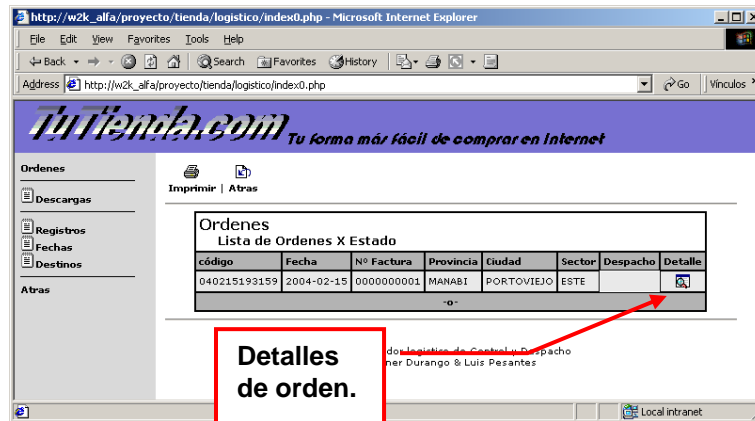 http://w2k_alfa/proyecto/tienda/logistico/index0.php - Microsoft Internet Explorer
File Edit View Favorites Tools Help
Back Search Favorites History
Address http://w2k_alfa/proyecto/tienda/logistico/index0.php Go Vínculos
TuTienda.com Tu forma más fácil de comprar en Internet
Ordenes
Descargas
Registros
Fechas
Destinos
Atras
Imprimir | Atras
Ordenes
Lista de Ordenes X Estado
código Fecha Nº Factura Provincia Ciudad Sector Despacho Detalle
040215193159 2004-02-15 0000000001 MANABI PORTOVIEJO ESTE
-o-
de Control y Despacho
Durango & Luis Pesantes
Detalles
de orden.
Local intranet